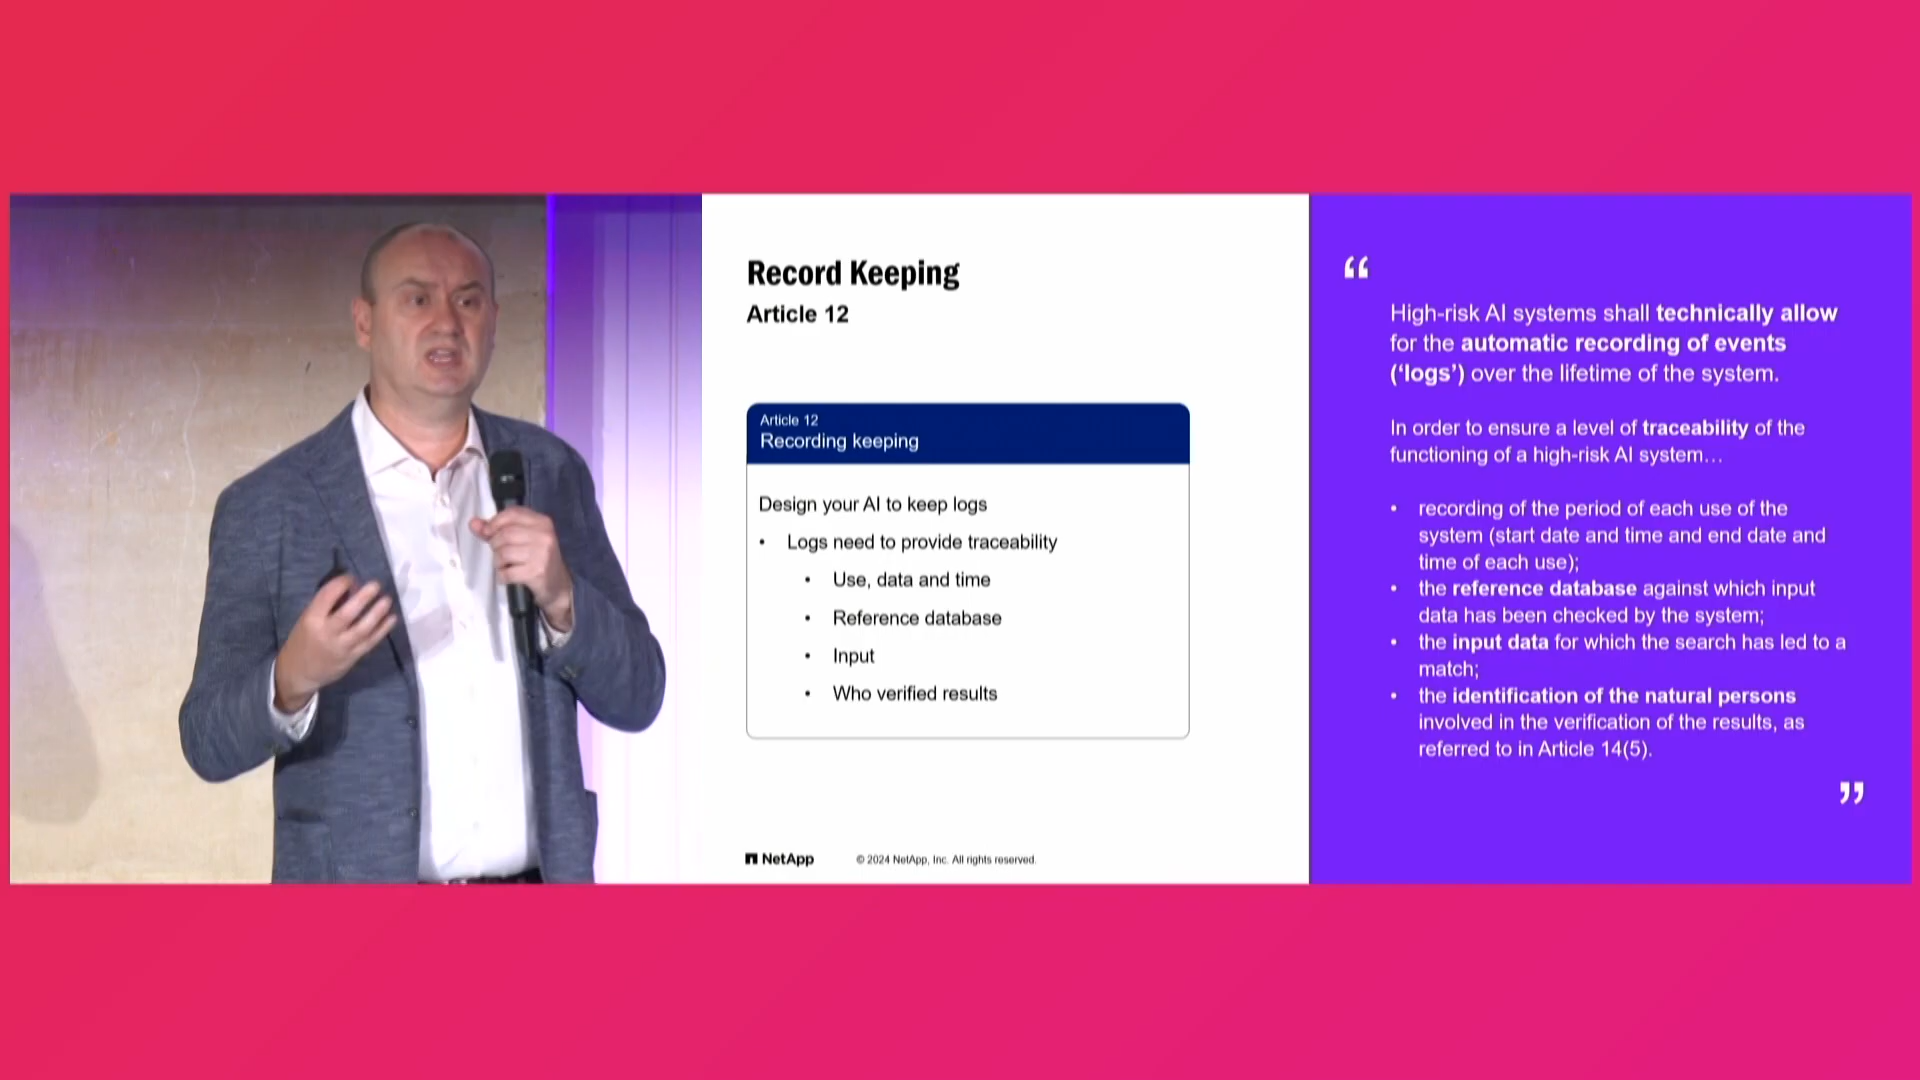 Record Keeping
Article 12
Article 12
Recording keeping
Design your AI to keep logs
• Logs need to provide traceability
• Use, data and time
• Reference database
• Input
• Who verified results
NetApp
© 2024 NetApp, Inc. All rights reserved.
“
High-risk AI systems shall technically allow
for the automatic recording of events
(‘logs’) over the lifetime of the system.
In order to ensure a level of traceability of the
functioning of a high-risk AI system…
• recording of the period of each use of the
system (start date and time and end date and
time of each use);
• the reference database against which input
data has been checked by the system;
• the input data for which the search has led to a
match;
• the identification of the natural persons
involved in the verification of the results, as
referred to in Article 14(5).
”